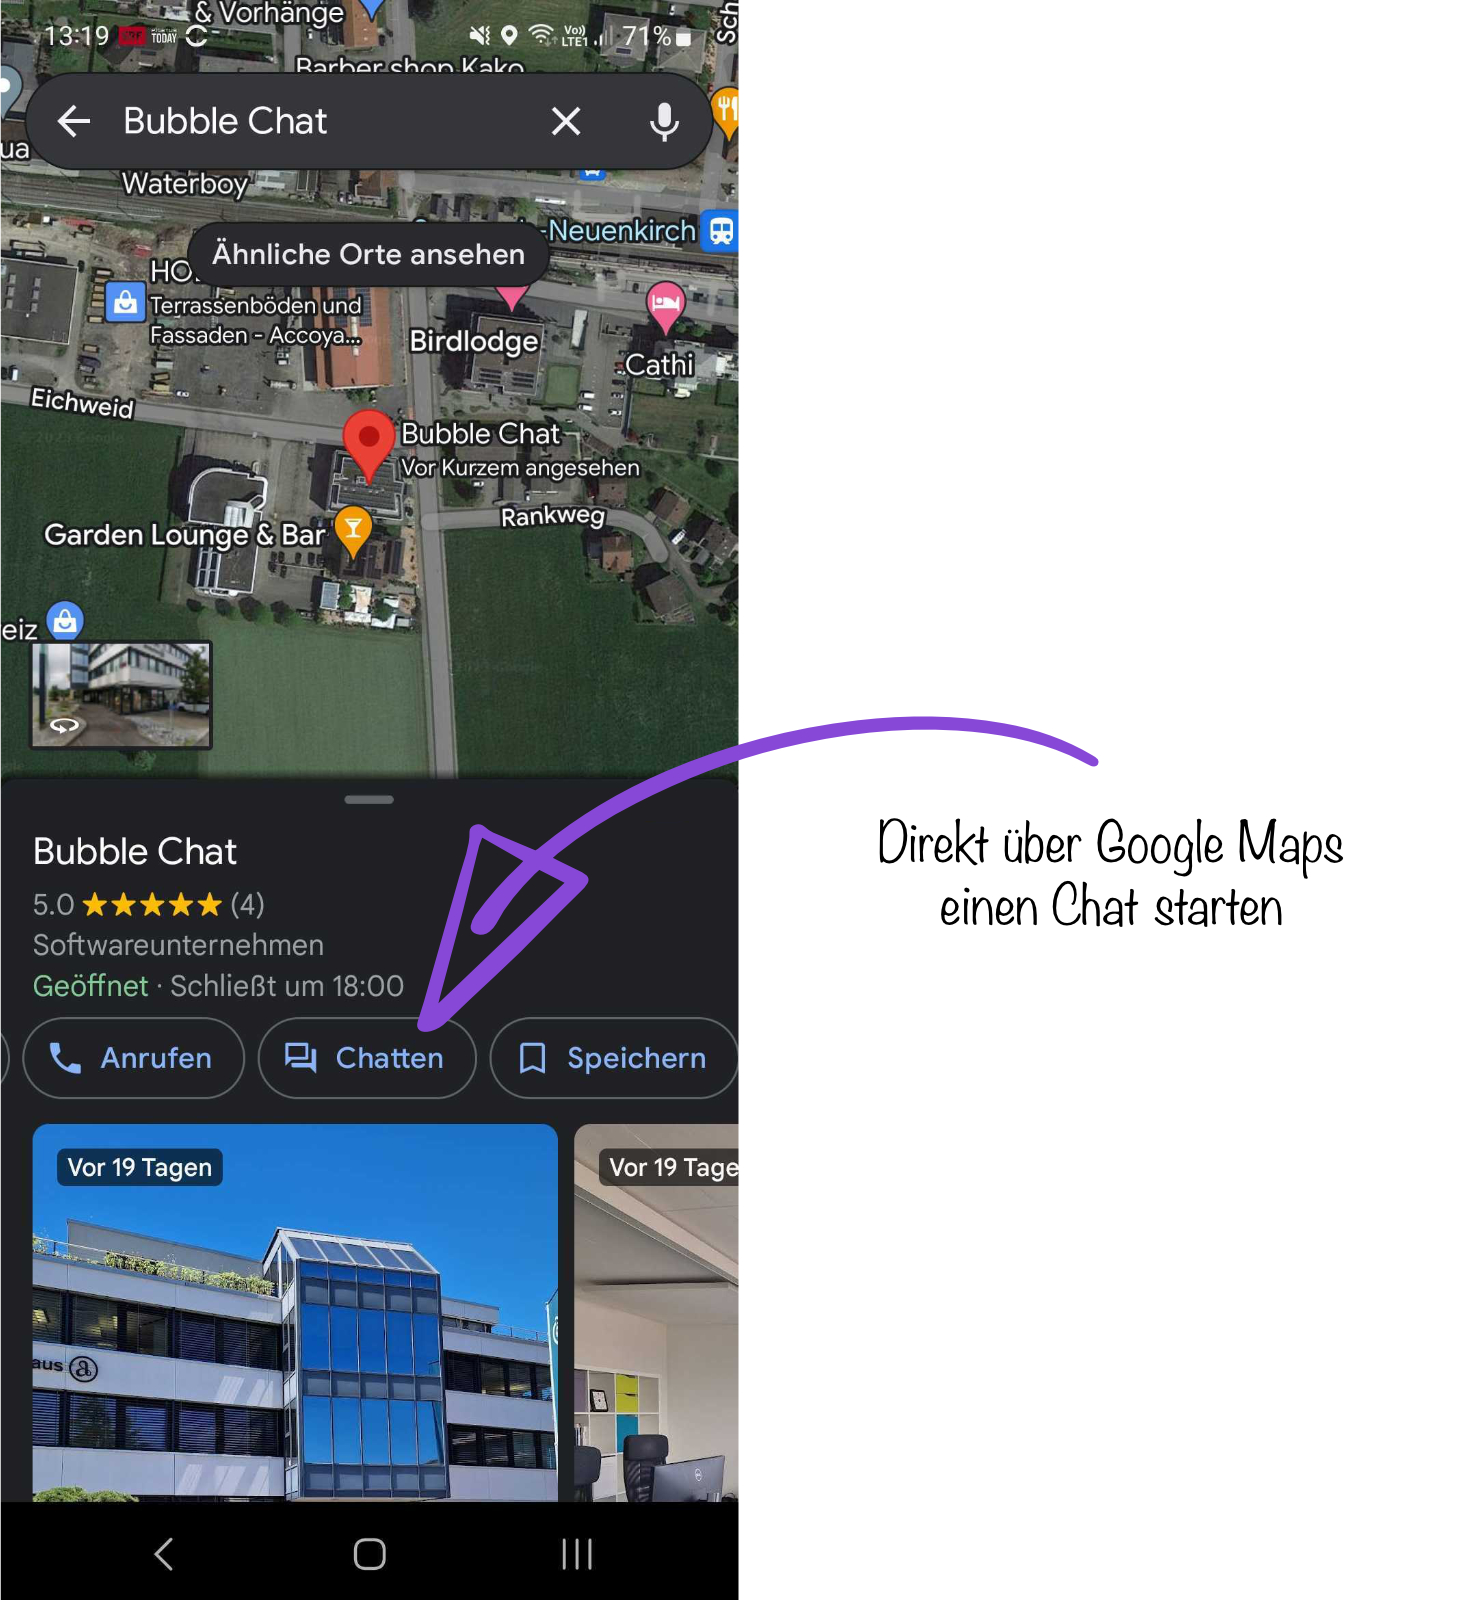 & Vorhänge
13:19 TODAY Vo) LTE1 71%
Barber shop Kako
Bubble Chat
Waterboy
-Neuenkirch
Ähnliche Orte ansehen
Terrassenböden und
Fassaden - Accoya...
Birdlodge
Cathi
Eichweid
Bubble Chat
Vor Kurzem angesehen
Rankweg
Garden Lounge & Bar
eiz
Bubble Chat
5.0 (4)
Softwareunternehmen
Geöffnet · Schließt um 18:00
Anrufen
Chatten
Speichern
Vor 19 Tagen
Vor 19 Tage
aus a
Direkt über Google Maps
einen Chat starten